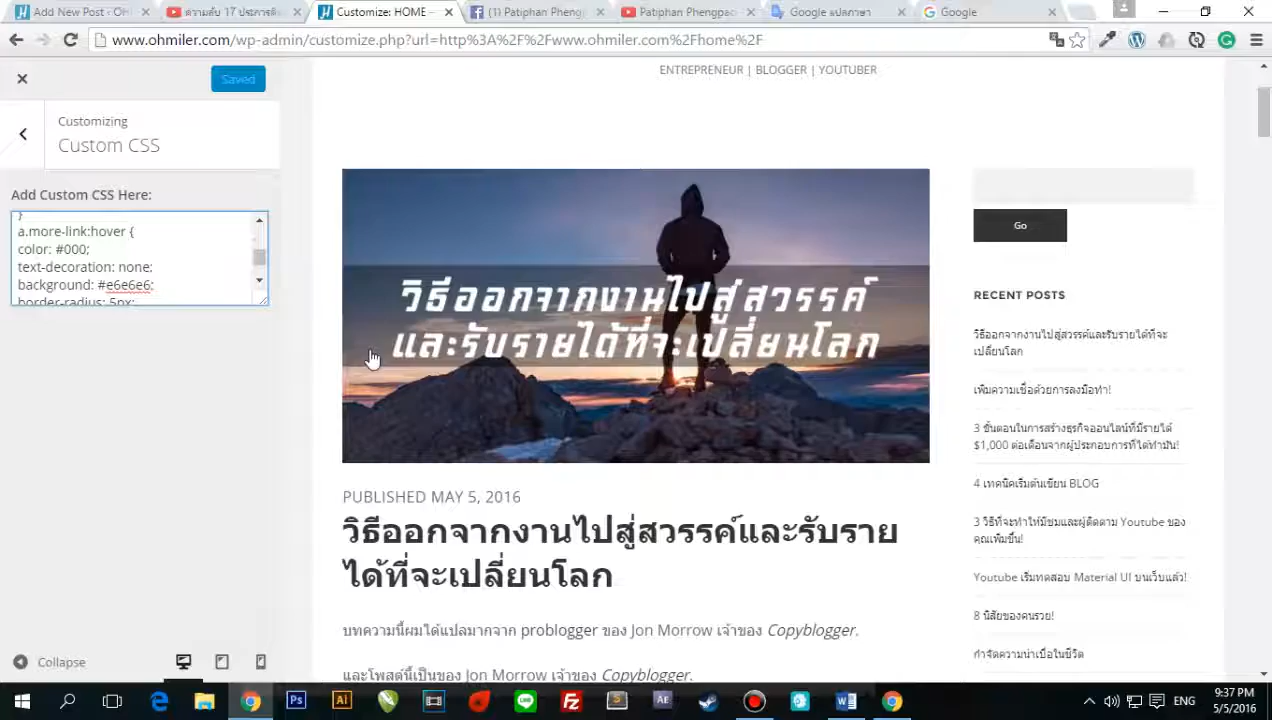 Add New Post ‹ OH
ความลับ 17 ประการที่
Customize: HOME –
(1) Patiphan Phengp
Patiphan Phengpao
Google แปลภาษา
Google
www.ohmiler.com/wp-admin/customize.php?url=http%3A%2F%2Fwww.ohmiler.com%2Fhome%2F
Saved
ENTREPRENEUR | BLOGGER | YOUTUBER
Customizing
Custom CSS
Add Custom CSS Here:
}
a.more-link:hover {
color: #000;
text-decoration: none;
background: #e6e6e6;
border-radius: 5px;
วิธีออกจากงานไปสู่สวรรค์
และรับรายได้ที่จะเปลี่ยนโลก
PUBLISHED MAY 5, 2016
วิธีออกจากงานไปสู่สวรรค์และรับราย
ได้ที่จะเปลี่ยนโลก
บทความนี้ผมได้แปลมาจาก problogger ของ Jon Morrow เจ้าของ Copyblogger.
และโพสต์นี้เป็นของ Jon Morrow เจ้าของ Copyblogger.
Go
RECENT POSTS
วิธีออกจากงานไปสู่สวรรค์และรับรายได้ที่จะ
เปลี่ยนโลก
เพิ่มความเชื่อด้วยการลงมือทำ!
3 ขั้นตอนในการสร้างธุรกิจออนไลน์ที่มีรายได้
$1,000 ต่อเดือนจากผู้ประกอบการที่ได้ทำมัน!
4 เทคนิคเริ่มต้นเขียน BLOG
3 วิธีที่จะทำให้มีชมและผู้ติดตาม Youtube ของ
คุณเพิ่มขึ้น!
Youtube เริ่มทดสอบ Material UI บนเว็บแล้ว!
8 นิสัยของคนรวย!
กำจัดความน่าเบื่อในชีวิต
Collapse
ENG
9:37 PM
5/5/2016